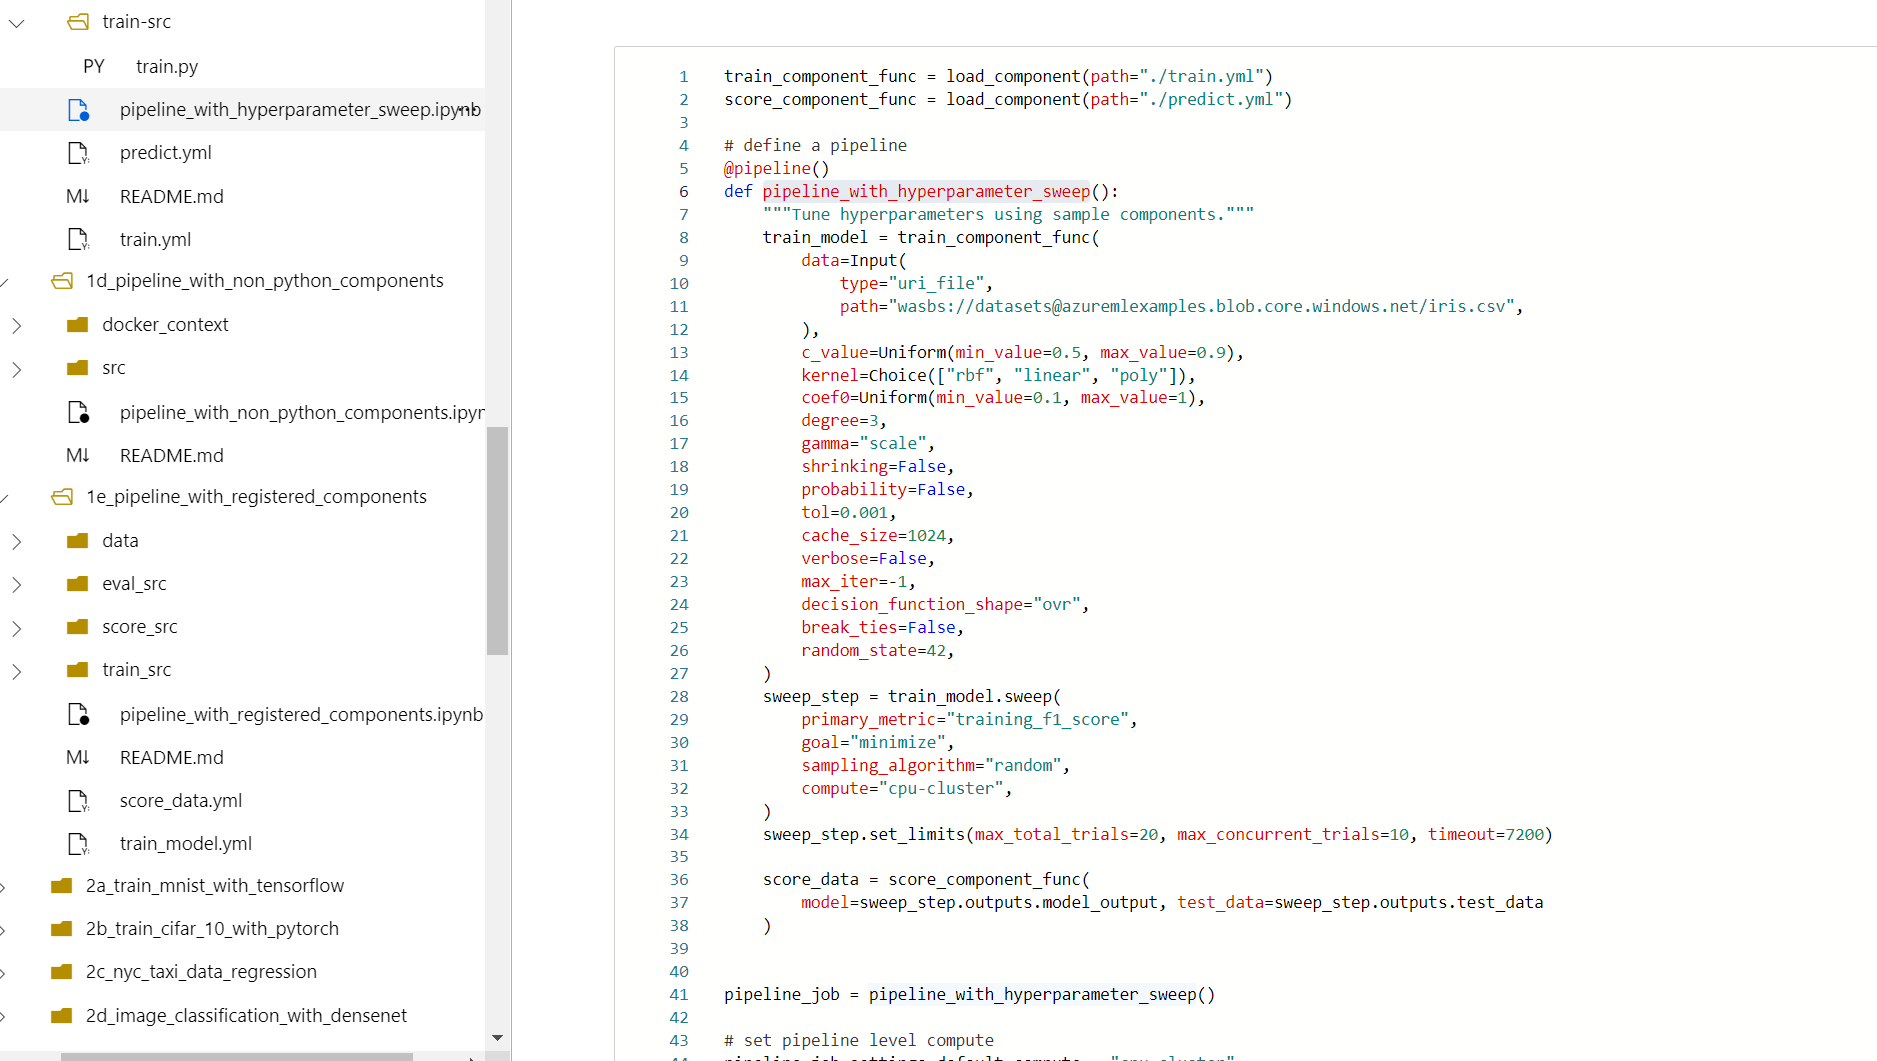 train-src
PY train.py
pipeline_with_hyperparameter_sweep.ipynb
predict.yml
M↓ README.md
train.yml
1d_pipeline_with_non_python_components
docker_context
src
pipeline_with_non_python_components.ipyn
M↓ README.md
1e_pipeline_with_registered_components
data
eval_src
score_src
train_src
pipeline_with_registered_components.ipynb
M↓ README.md
score_data.yml
train_model.yml
2a_train_mnist_with_tensorflow
2b_train_cifar_10_with_pytorch
2c_nyc_taxi_data_regression
2d_image_classification_with_densenet
1 train_component_func = load_component(path="./train.yml")
2 score_component_func = load_component(path="./predict.yml")
3
4 # define a pipeline
5 @pipeline()
6 def pipeline_with_hyperparameter_sweep():
7 """Tune hyperparameters using sample components."""
8 train_model = train_component_func(
9 data=Input(
10 type="uri_file",
11 path="wasbs://datasets@azuremlexamples.blob.core.windows.net/iris.csv",
12 ),
13 c_value=Uniform(min_value=0.5, max_value=0.9),
14 kernel=Choice(["rbf", "linear", "poly"]),
15 coef0=Uniform(min_value=0.1, max_value=1),
16 degree=3,
17 gamma="scale",
18 shrinking=False,
19 probability=False,
20 tol=0.001,
21 cache_size=1024,
22 verbose=False,
23 max_iter=-1,
24 decision_function_shape="ovr",
25 break_ties=False,
26 random_state=42,
27 )
28 sweep_step = train_model.sweep(
29 primary_metric="training_f1_score",
30 goal="minimize",
31 sampling_algorithm="random",
32 compute="cpu-cluster",
33 )
34 sweep_step.set_limits(max_total_trials=20, max_concurrent_trials=10, timeout=7200)
35
36 score_data = score_component_func(
37 model=sweep_step.outputs.model_output, test_data=sweep_step.outputs.test_data
38 )
39
40
41 pipeline_job = pipeline_with_hyperparameter_sweep()
42
43 # set pipeline level compute
44 pipeline_job.settings.default_compute = "cpu-cluster"